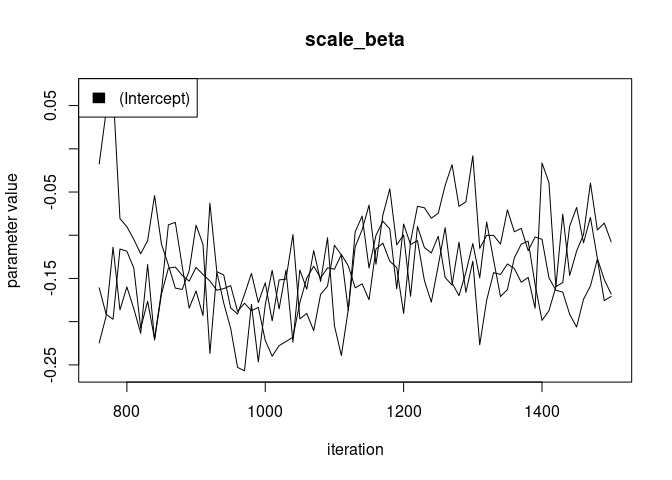 scale_beta
(Intercept)
0.05
-0.05
-0.15
-0.25
parameter value
800
1000
1200
1400
iteration